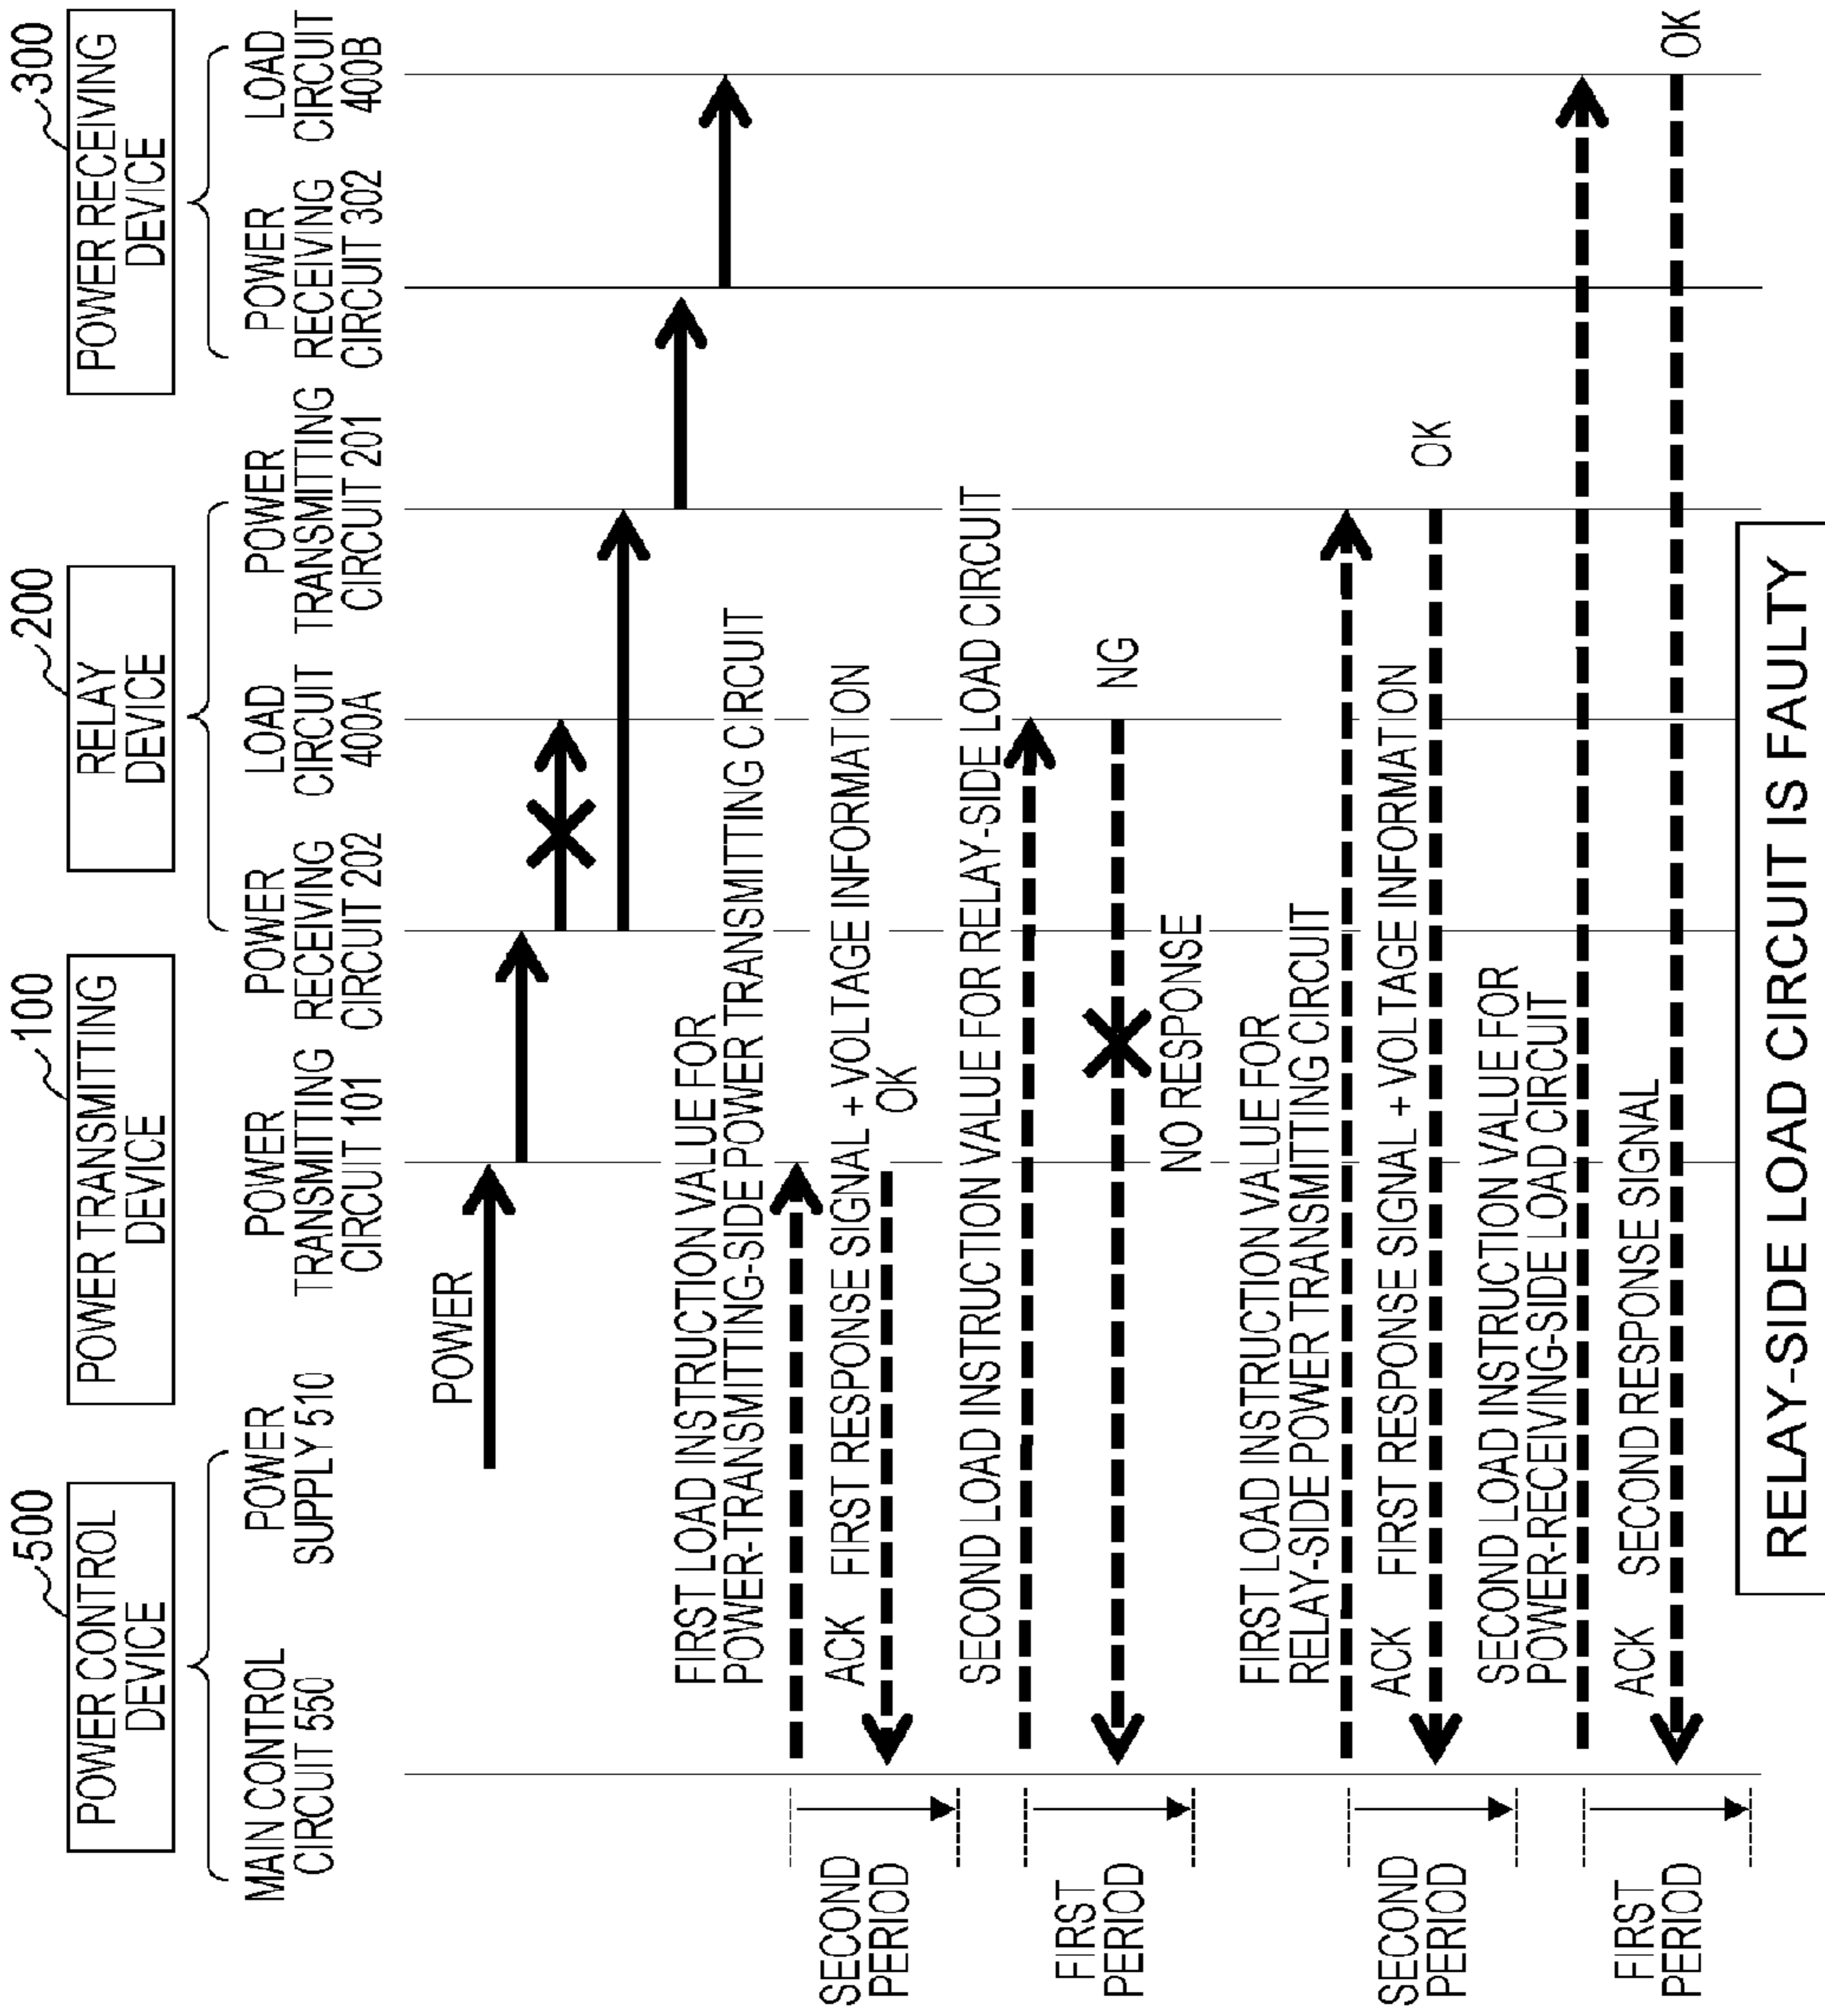 500
POWER CONTROL
DEVICE
100
POWER TRANSMITTING
DEVICE
200
RELAY
DEVICE
300
POWER RECEIVING
DEVICE
MAIN CONTROL
CIRCUIT 550
POWER
SUPPLY 510
POWER
TRANSMITTING
CIRCUIT 101
POWER
RECEIVING
CIRCUIT 202
LOAD
CIRCUIT
400A
POWER
TRANSMITTING
CIRCUIT 201
POWER
RECEIVING
CIRCUIT 302
LOAD
CIRCUIT
400B
POWER
FIRST LOAD INSTRUCTION VALUE FOR
POWER-TRANSMITTING-SIDE POWER TRANSMITTING CIRCUIT
SECOND
PERIOD
ACK FIRST RESPONSE SIGNAL + VOLTAGE INFORMATION
OK
SECOND LOAD INSTRUCTION VALUE FOR RELAY-SIDE LOAD CIRCUIT
FIRST
PERIOD
NG
NO RESPONSE
FIRST LOAD INSTRUCTION VALUE FOR
RELAY-SIDE POWER TRANSMITTING CIRCUIT
SECOND
PERIOD
ACK FIRST RESPONSE SIGNAL + VOLTAGE INFORMATION
OK
SECOND LOAD INSTRUCTION VALUE FOR
POWER-RECEIVING-SIDE LOAD CIRCUIT
FIRST
PERIOD
ACK SECOND RESPONSE SIGNAL
OK
RELAY-SIDE LOAD CIRCUIT IS FAULTY